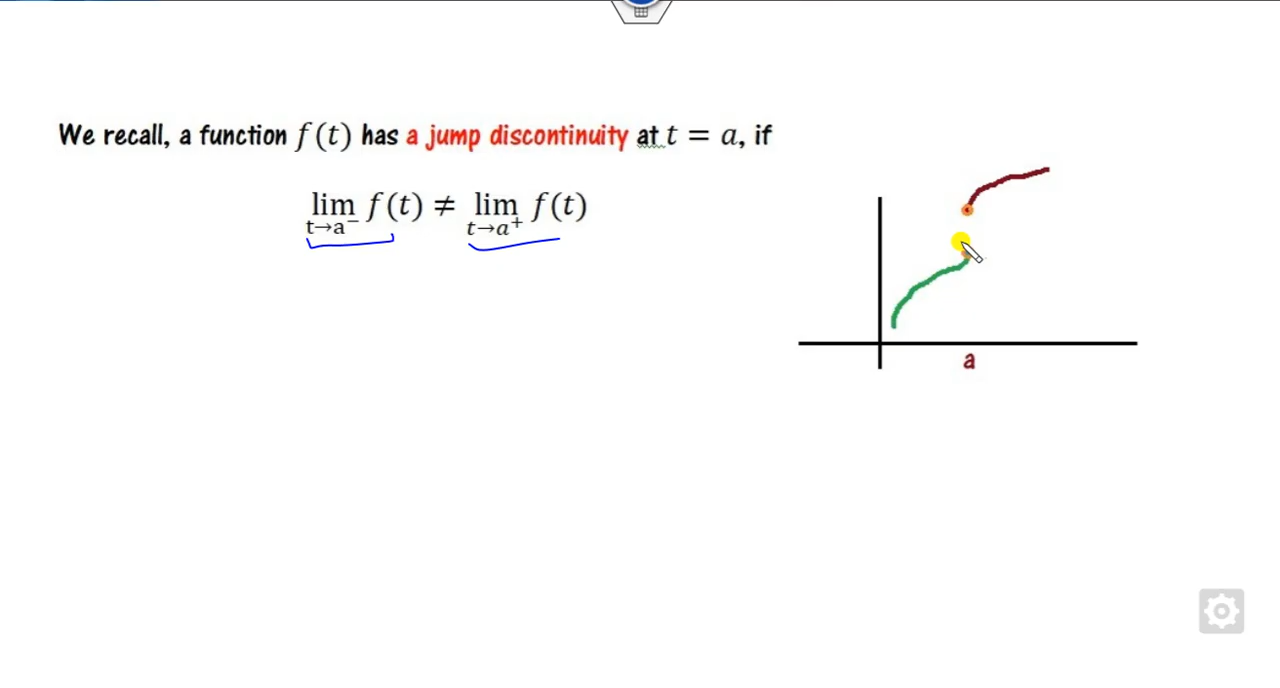 We recall, a function f(t) has a jump discontinuity at t = a, if
lim f(t) ≠ lim f(t)
t→a⁻ t→a⁺
a